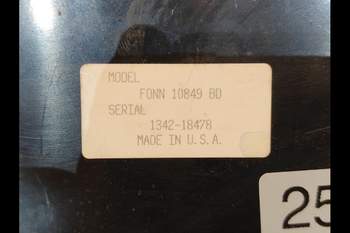 MODEL
FONN 10849 BD
SERIAL
1342-18478
MADE IN U.S.A.
25